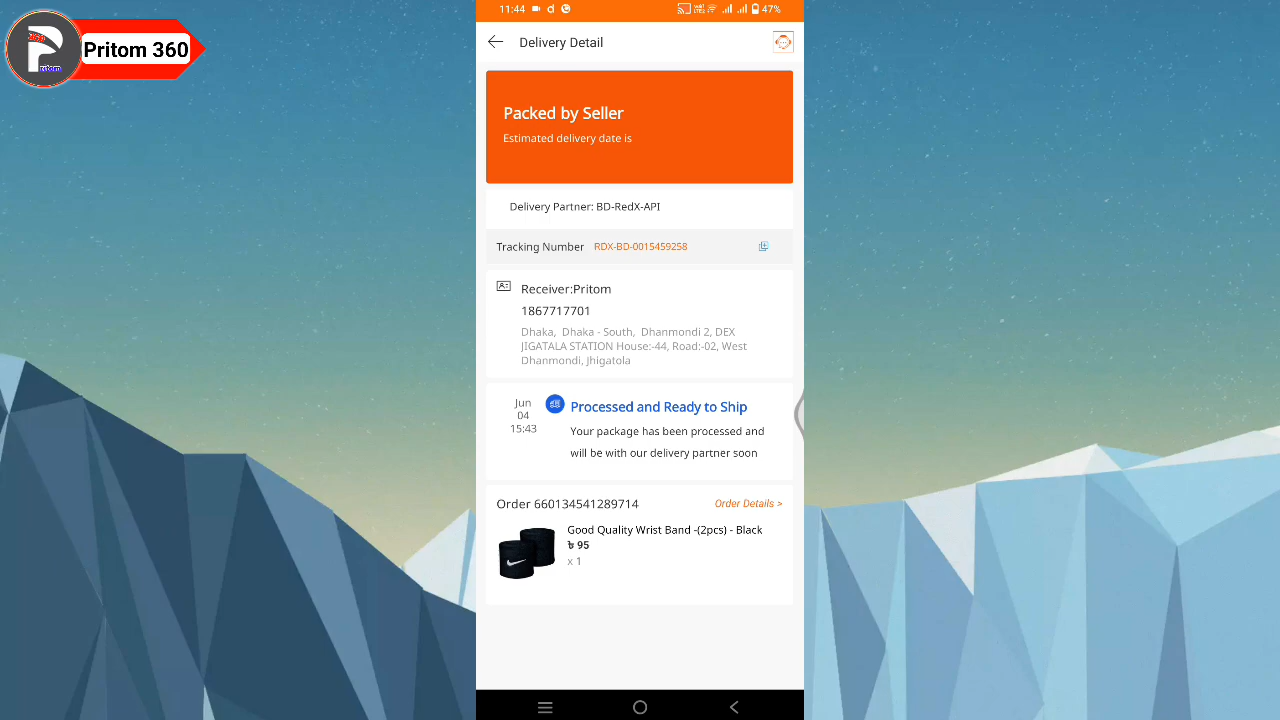 360
Pritom
Pritom 360
11:44
47%
Delivery Detail
Packed by Seller
Estimated delivery date is
Delivery Partner: BD-RedX-API
Tracking Number RDX-BD-0015459258
Receiver:Pritom
1867717701
Dhaka, Dhaka - South, Dhanmondi 2, DEX
JIGATALA STATION House:-44, Road:-02, West
Dhanmondi, Jhigatola
Jun
04
15:43
Processed and Ready to Ship
Your package has been processed and
will be with our delivery partner soon
Order 660134541289714
Order Details >
Good Quality Wrist Band -(2pcs) - Black
৳ 95
x 1